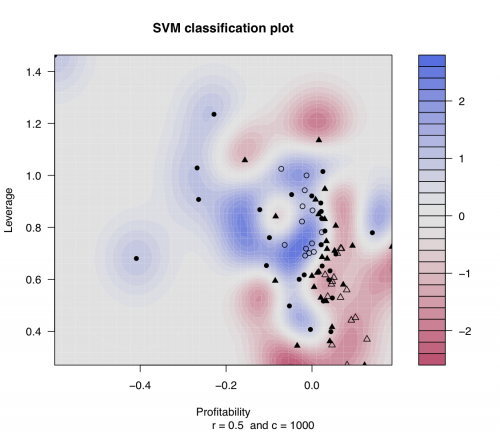 SVM classification plot
1.4
1.2
1.0
0.8
0.6
0.4
Leverage
−0.4 −0.2 0.0
Profitability
r = 0.5 and c = 1000
2
1
0
−1
−2